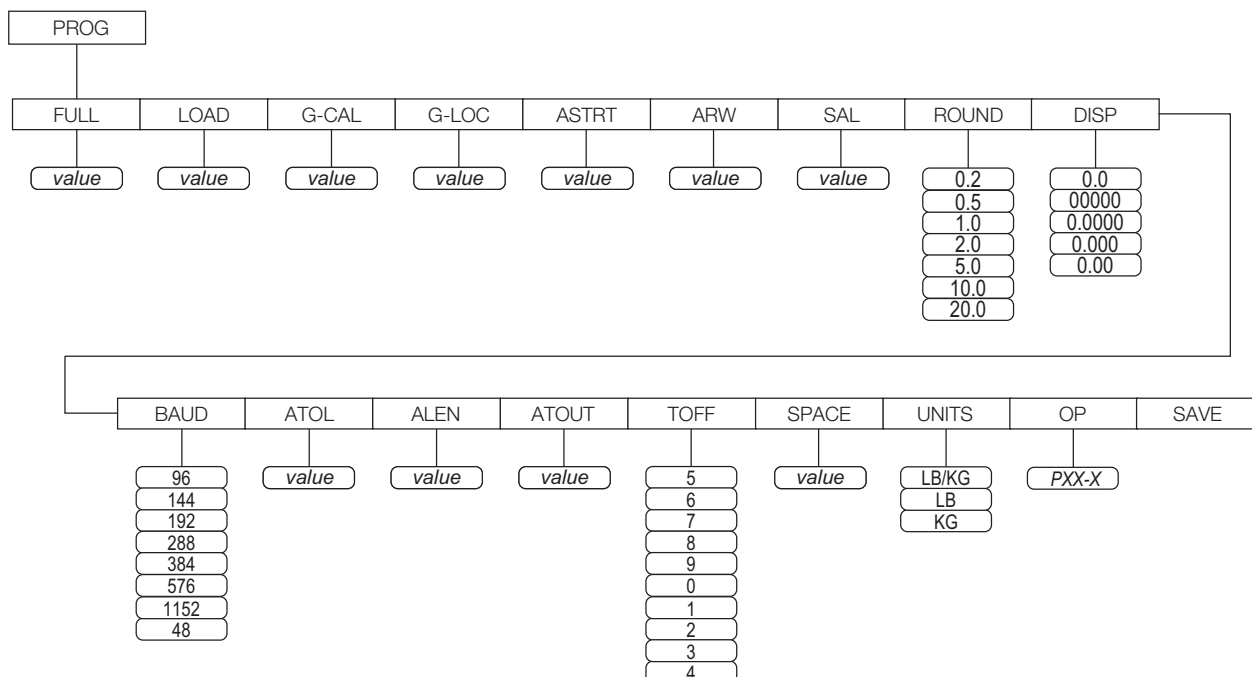 PROG
FULL LOAD G-CAL G-LOC ASTRT ARW SAL ROUND DISP
value value value value value value value 0.2 0.0
0.5 00000
1.0 0.0000
2.0 0.000
5.0 0.00
10.0
20.0
BAUD ATOL ALEN ATOUT TOFF SPACE UNITS OP SAVE
96 value value value 5 value LB/KG PXX-X
144 6 LB
192 7 KG
288 8
384 9
576 0
1152 1
48 2
3
4